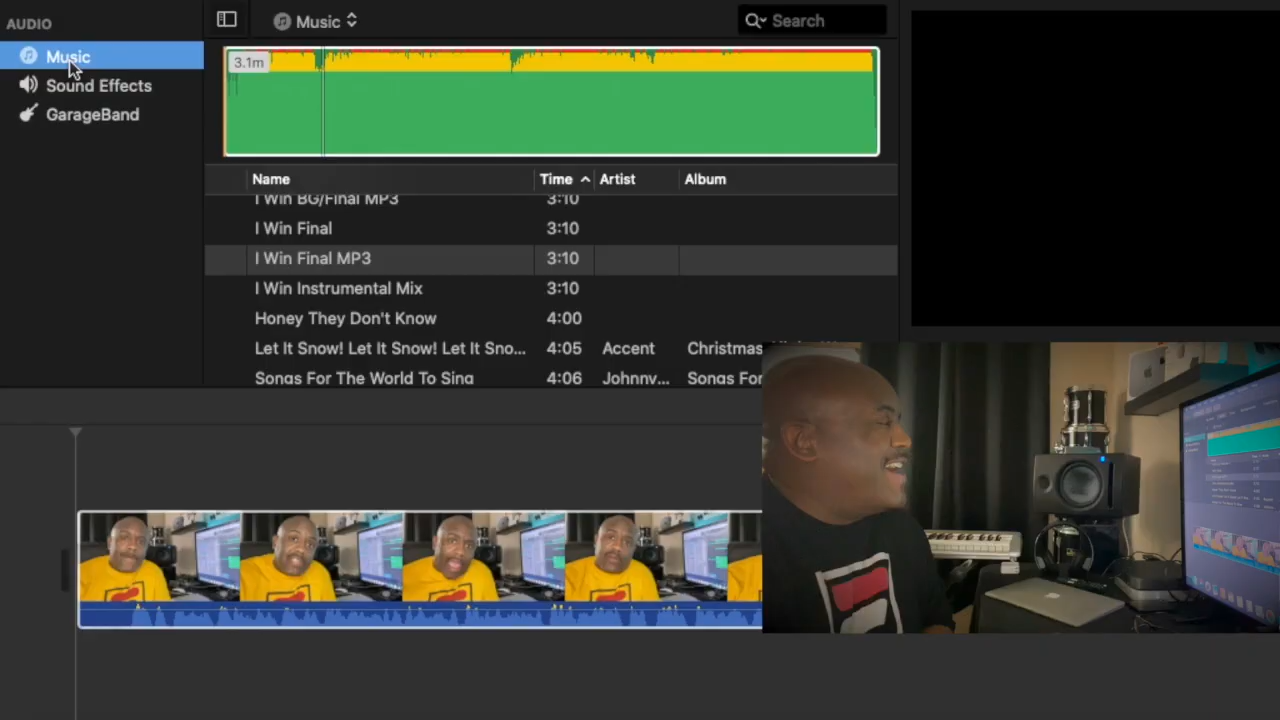 AUDIO
Music
Sound Effects
GarageBand
Music
Search
3.1m
Name Time Artist Album
I Win BG/Final MP3 3:10
I Win Final 3:10
I Win Final MP3 3:10
I Win Instrumental Mix 3:10
Honey They Don't Know 4:00
Let It Snow! Let It Snow! Let It Sno... 4:05 Accent Christmas
Songs For The World To Sing 4:06 Johnny... Songs For